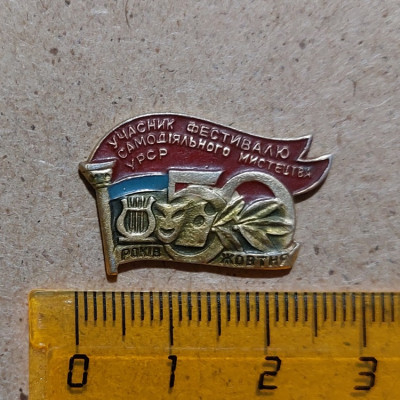 УЧАСНИК ФЕСТИВАЛЮ
САМОДІЯЛЬНОГО МИСТЕЦТВА
УРСР
50
РОКІВ ЖОВТНЯ
0 1 2 3